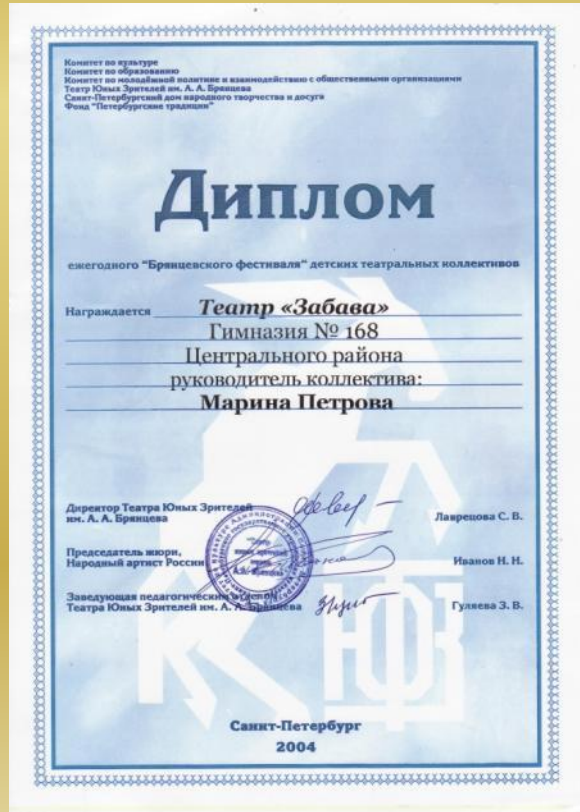 Комитет по культуре
Комитет по образованию
Комитет по молодёжной политике и взаимодействию с общественными организациями
Театр Юных Зрителей им. А. А. Брянцева
Санкт-Петербургский дом народного творчества и досуга
Фонд "Петербургские традиции"
Диплом
ежегодного "Брянцевского фестиваля" детских театральных коллективов
Награждается Театр «Забава»
Гимназия № 168
Центрального района
руководитель коллектива:
Марина Петрова
Директор Театра Юных Зрителей
им. А. А. Брянцева
Лаврецова С. В.
Председатель жюри,
Народный артист России
Иванов Н. Н.
Заведующая педагогической частью
Театра Юных Зрителей им. А. А. Брянцева
Гуляева З. В.
Санкт-Петербург
2004